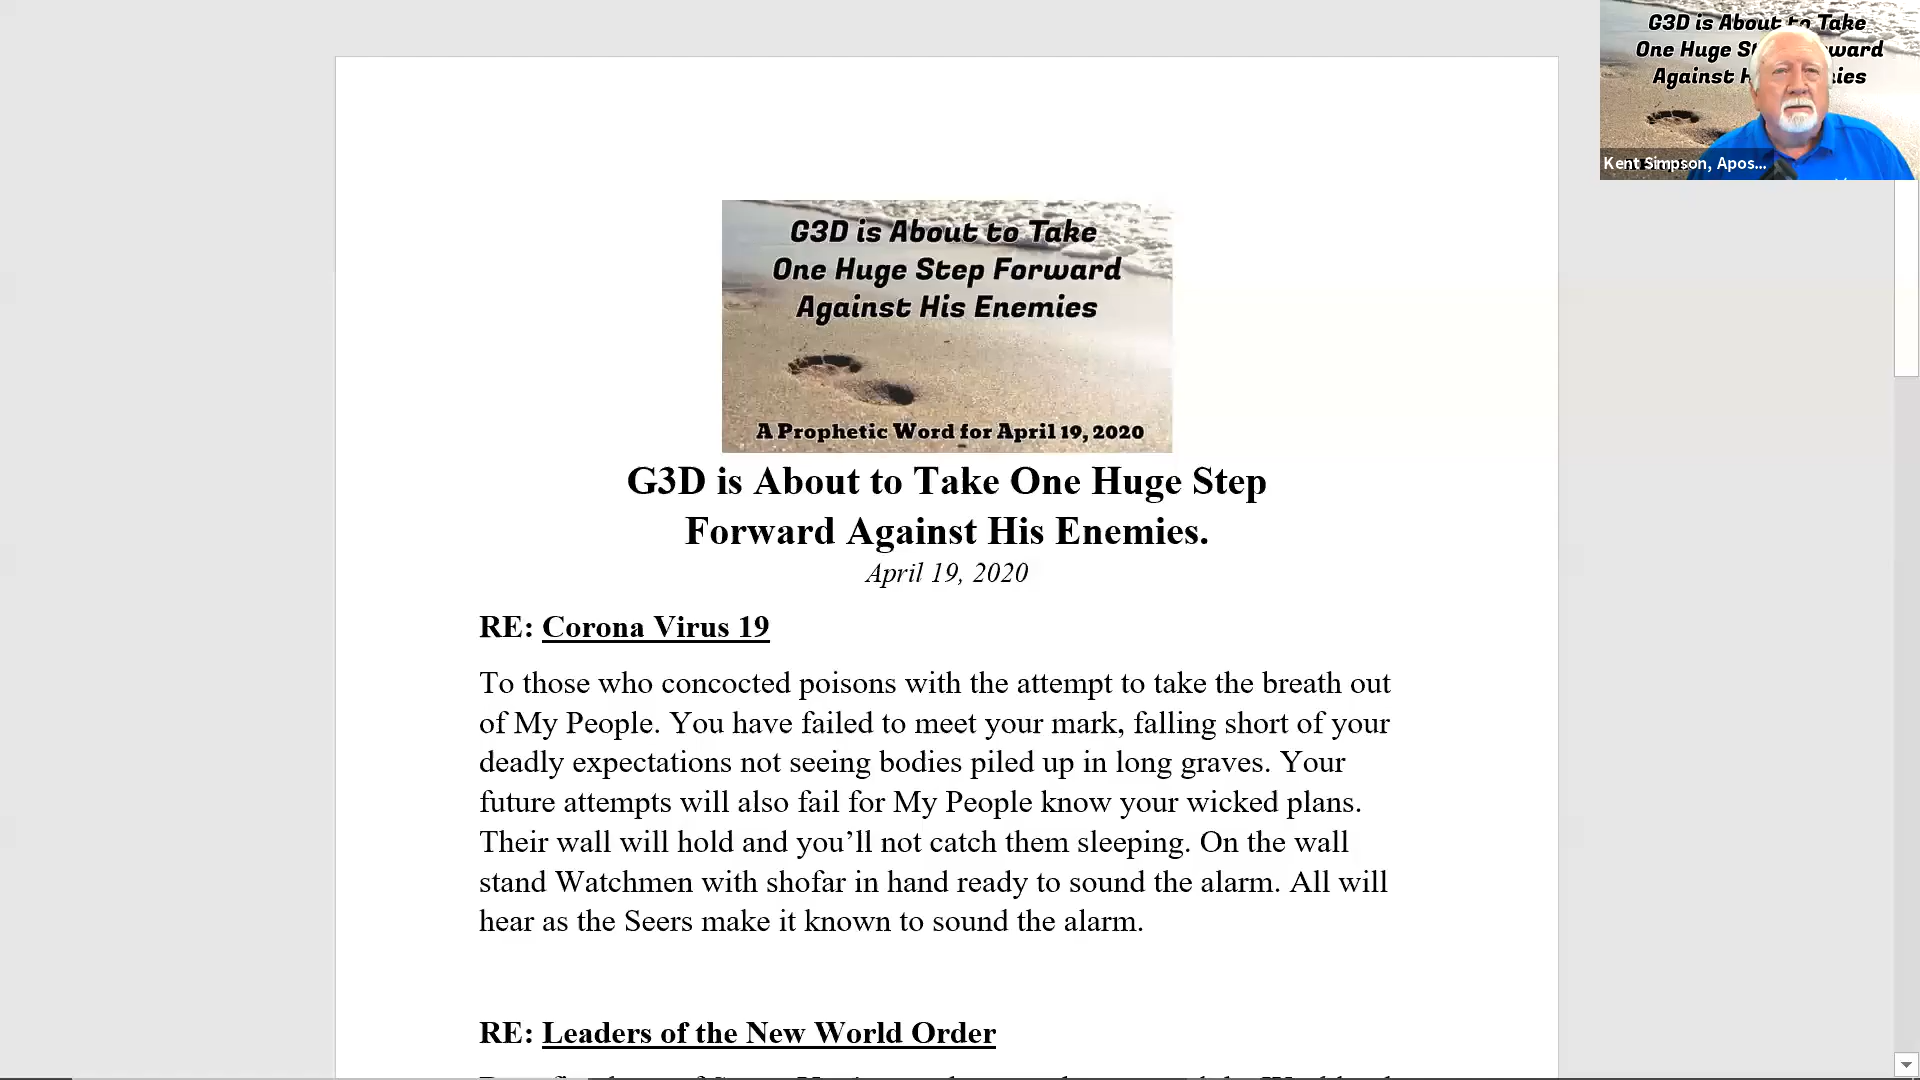 G3D is About to Take
One Huge Step Forward
Against His Enemies
A Prophetic Word for April 19, 2020
G3D is About to Take One Huge Step
Forward Against His Enemies.
April 19, 2020
RE: Corona Virus 19
To those who concocted poisons with the attempt to take the breath out
of My People. You have failed to meet your mark, falling short of your
deadly expectations not seeing bodies piled up in long graves. Your
future attempts will also fail for My People know your wicked plans.
Their wall will hold and you’ll not catch them sleeping. On the wall
stand Watchmen with shofar in hand ready to sound the alarm. All will
hear as the Seers make it known to sound the alarm.
RE: Leaders of the New World Order
G3D is About to Take
One Huge Forward
Against
Kent Simpson, Apos...